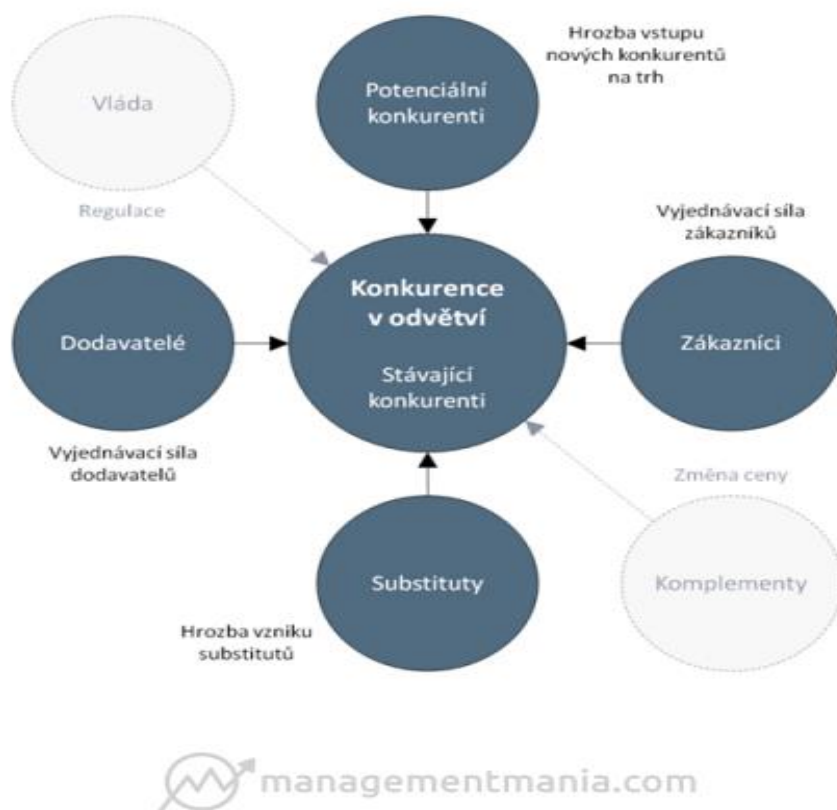 Hrozba vstupu
nových konkurentů
na trh
Vláda
Potenciální
konkurenti
Regulace
Vyjednávací síla
zákazníků
Konkurence
v odvětví
Dodavatelé
Zákazníci
Stávající
konkurenti
Vyjednávací síla
dodavatelů
Změna ceny
Substituty
Komplementy
Hrozba vzniku
substitutů
managementmania.com